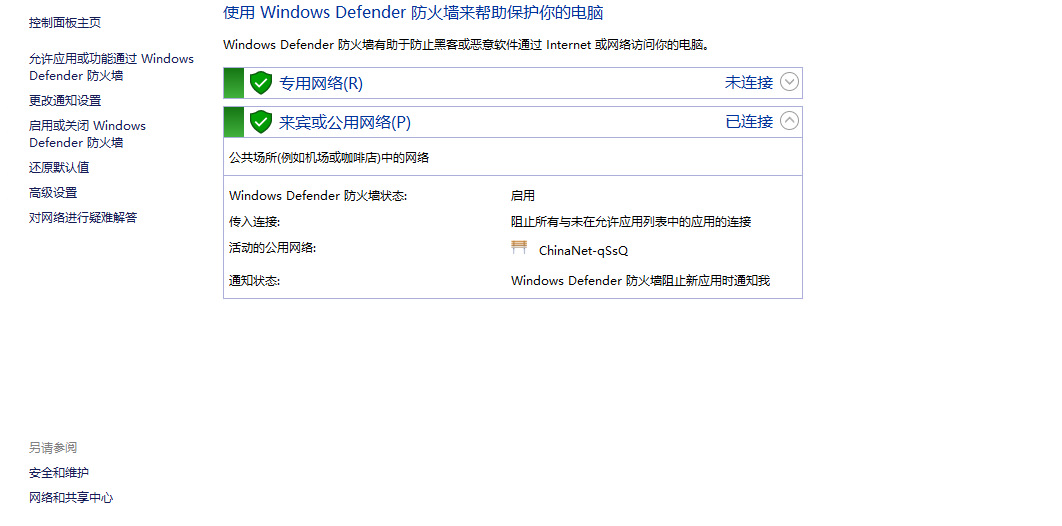 控制面板主页
允许应用或功能通过 Windows
Defender 防火墙
更改通知设置
启用或关闭 Windows
Defender 防火墙
还原默认值
高级设置
对网络进行疑难解答
使用 Windows Defender 防火墙来帮助保护你的电脑
Windows Defender 防火墙有助于防止黑客或恶意软件通过 Internet 或网络访问你的电脑。
专用网络(R) 未连接
来宾或公用网络(P) 已连接
公共场所(例如机场或咖啡店)中的网络
Windows Defender 防火墙状态: 启用
传入连接: 阻止所有与未在允许应用列表中的应用的连接
活动的公用网络: ChinaNet-qSsQ
通知状态: Windows Defender 防火墙阻止新应用时通知我
另请参阅
安全和维护
网络和共享中心